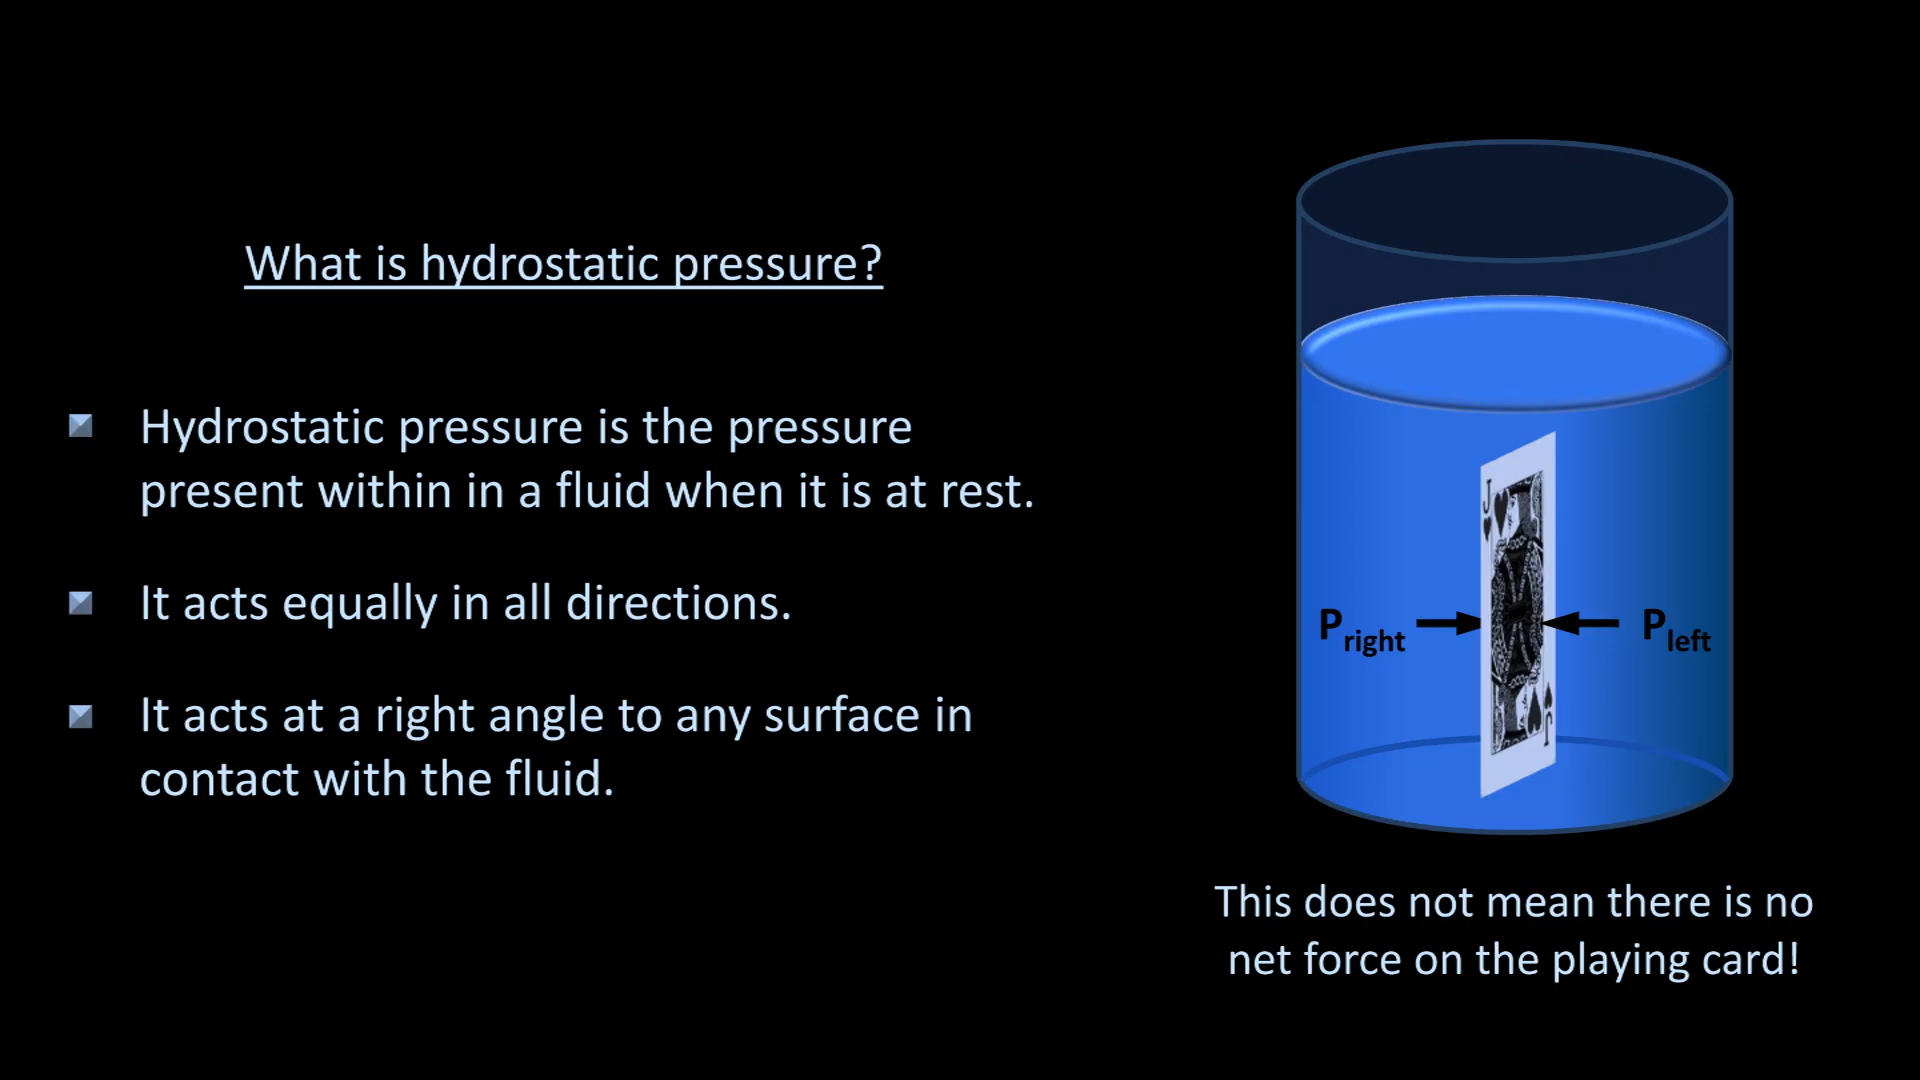 What is hydrostatic pressure?
Hydrostatic pressure is the pressure
present within in a fluid when it is at rest.
It acts equally in all directions.
It acts at a right angle to any surface in
contact with the fluid.
J
Pright
Pleft
J
This does not mean there is no
net force on the playing card!